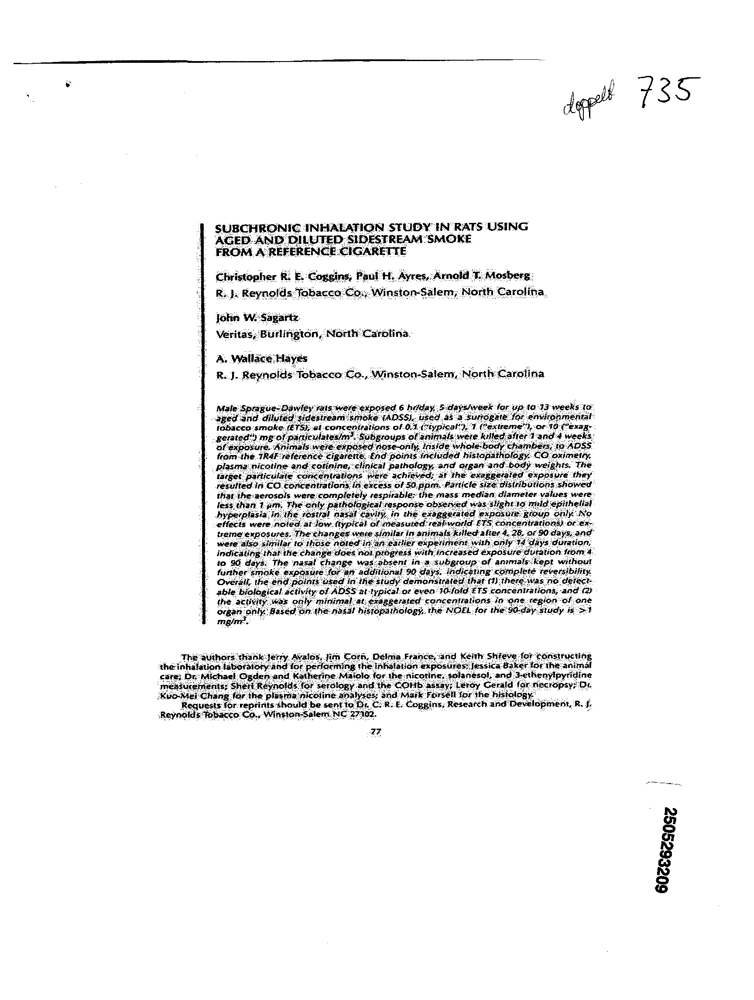 doppelt 735
SUBCHRONIC INHALATION STUDY IN RATS USING
AGED AND DILUTED SIDESTREAM SMOKE
FROM A REFERENCE CIGARETTE
Christopher R. E. Coggins, Paul H. Ayres, Arnold T. Mosberg
R. J. Reynolds Tobacco Co., Winston-Salem, North Carolina
John W. Sagartz
Veritas, Burlington, North Carolina
A. Wallace Hayes
R. J. Reynolds Tobacco Co., Winston-Salem, North Carolina
Male Sprague-Dawley rats were exposed 6 hr/day, 5 days/week for up to 13 weeks to
aged and diluted sidestream smoke (ADSS), used as a surrogate for environmental
tobacco smoke (ETS), at concentrations of 0.1 ("typical"), 1 ("extreme"), or 10 ("exag-
gerated") mg of particulates/m³. Subgroups of animals were killed after 1 and 4 weeks
of exposure. Animals were exposed nose-only, inside whole-body chambers, to ADSS
from the 1R4F reference cigarette. End points included histopathology, CO oximetry,
plasma nicotine and cotinine, clinical pathology, and organ and body weights. The
target particulate concentrations were achieved; at the exaggerated exposure they
resulted in CO concentrations in excess of 50 ppm. Particle size distributions showed
that the aerosols were completely respirable; the mass median diameter values were
less than 1 μm. The only pathological response observed was slight to mild epithelial
hyperplasia in the rostral nasal cavity, in the exaggerated exposure group only. No
effects were noted at low (typical of measured real-world ETS concentrations) or ex-
treme exposures. The changes were similar in animals killed after 4, 28, or 90 days, and
were also similar to those noted in an earlier experiment with only 14 days duration,
indicating that the change does not progress with increased exposure duration from 4
to 90 days. The nasal change was absent in a subgroup of animals kept without
further smoke exposure for an additional 90 days, indicating complete reversibility.
Overall, the end points used in the study demonstrated that (1) there was no detect-
able biological activity of ADSS at typical or even 10-fold ETS concentrations, and (2)
the activity was only minimal at exaggerated concentrations in one region of one
organ only. Based on the nasal histopathology, the NOEL for the 90-day study is >1
mg/m³.
The authors thank Jerry Avalos, Jim Corn, Delma France, and Keith Shreve for constructing
the inhalation laboratory and for performing the inhalation exposures; Jessica Baker for the animal
care; Dr. Michael Ogden and Katherine Maiolo for the nicotine, solanesol, and 3-ethenylpyridine
measurements; Sheri Reynolds for serology and the COHb assay; Leroy Gerald for necropsy; Dr.
Kuo-Mei Chang for the plasma nicotine analyses; and Mark Forsell for the histology.
Requests for reprints should be sent to Dr. C. R. E. Coggins, Research and Development, R. J.
Reynolds Tobacco Co., Winston-Salem NC 27102.
77
2505293209